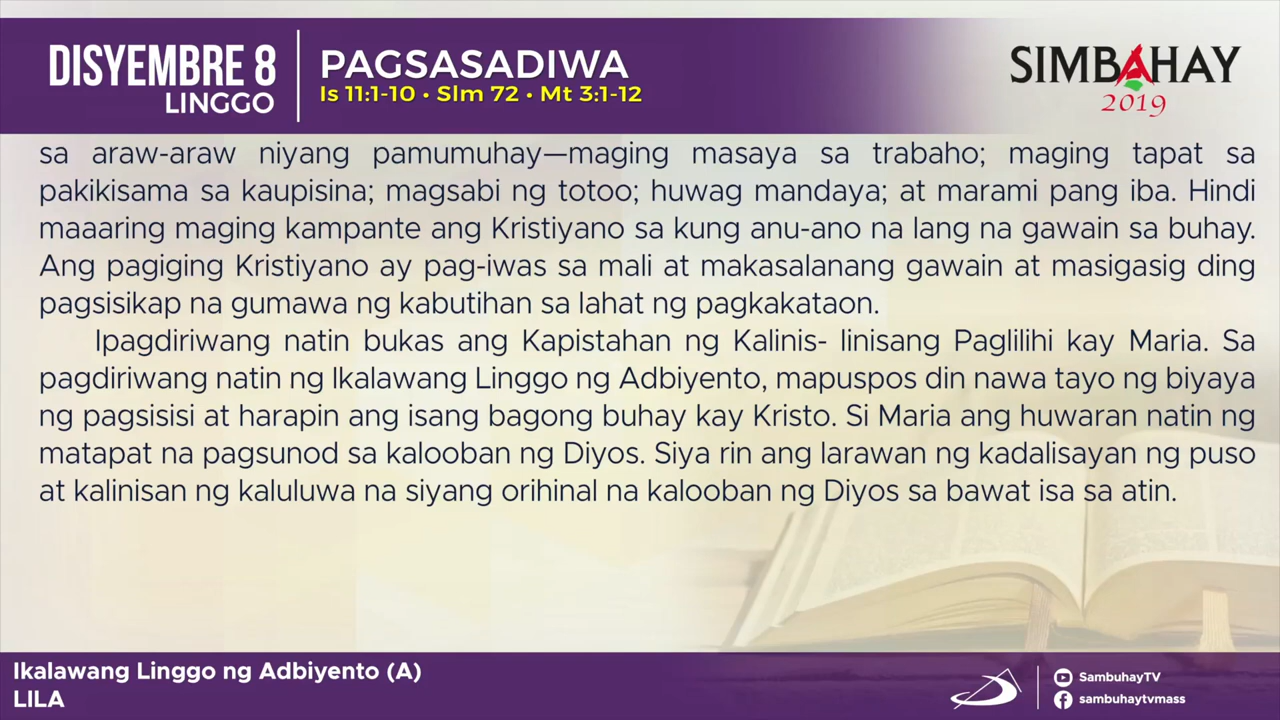 DISYEMBRE 8
LINGGO
PAGSASADIWA
Is 11:1-10 • Slm 72 • Mt 3:1-12
SIMBAHAY
2019
sa araw-araw niyang pamumuhay—maging masaya sa trabaho; maging tapat sa
pakikisama sa kaupisina; magsabi ng totoo; huwag mandaya; at marami pang iba. Hindi
maaaring maging kampante ang Kristiyano sa kung anu-ano na lang na gawain sa buhay.
Ang pagiging Kristiyano ay pag-iwas sa mali at makasalanang gawain at masigasig ding
pagsisikap na gumawa ng kabutihan sa lahat ng pagkakataon.
Ipagdiriwang natin bukas ang Kapistahan ng Kalinis- linisang Paglilihi kay Maria. Sa
pagdiriwang natin ng Ikalawang Linggo ng Adbiyento, mapuspos din nawa tayo ng biyaya
ng pagsisisi at harapin ang isang bagong buhay kay Kristo. Si Maria ang huwaran natin ng
matapat na pagsunod sa kalooban ng Diyos. Siya rin ang larawan ng kadalisayan ng puso
at kalinisan ng kaluluwa na siyang orihinal na kalooban ng Diyos sa bawat isa sa atin.
Ikalawang Linggo ng Adbiyento (A)
LILA
SambuhayTV
sambuhaytvmass